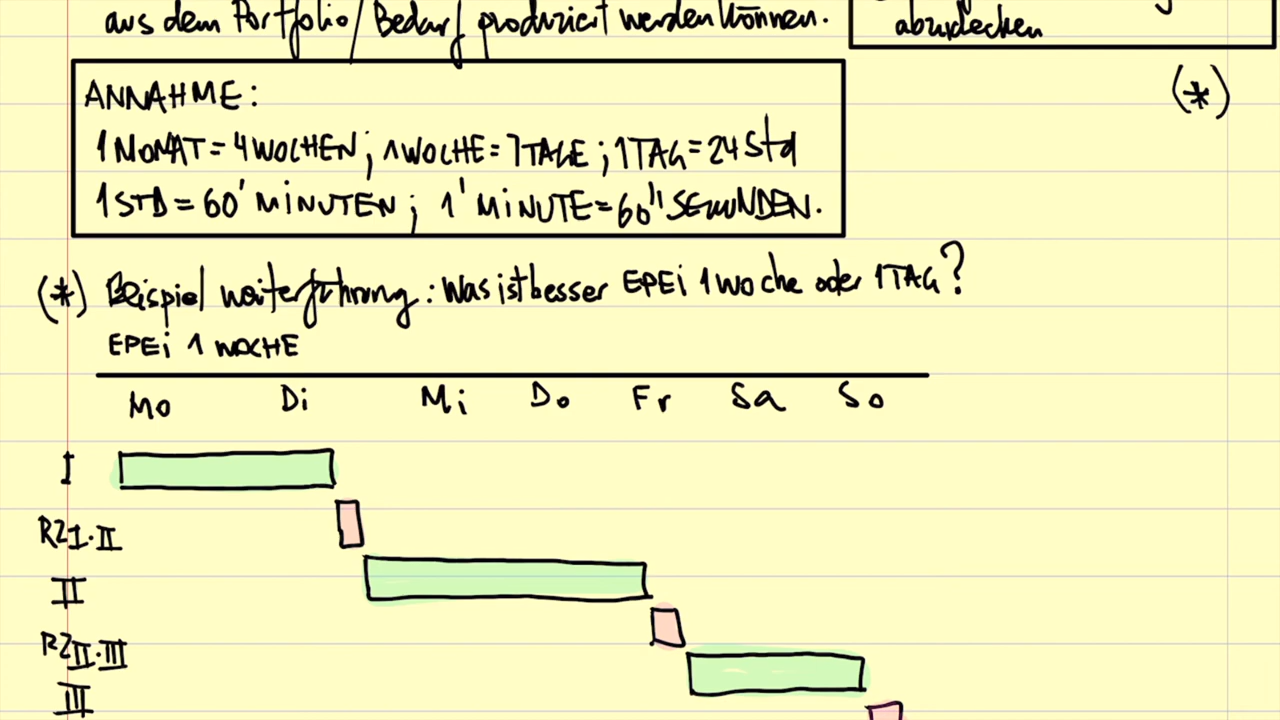 aus dem Portfolio/Bedarf produziert werden können.
abzudecken
(*)
ANNAHME:
1 MONAT = 4 WOCHEN; 1 WOCHE = 7 TAGE; 1 TAG = 24 Std
1 STD = 60' MINUTEN; 1' MINUTE = 60'' SEKUNDEN.
(*) Beispiel weiterführung: Was ist besser EPEi 1 Woche oder 1 TAG?
EPEi 1 WOCHE
Mo Di Mi Do Fr Sa So
I
RZ I·II
II
RZ II·III
III